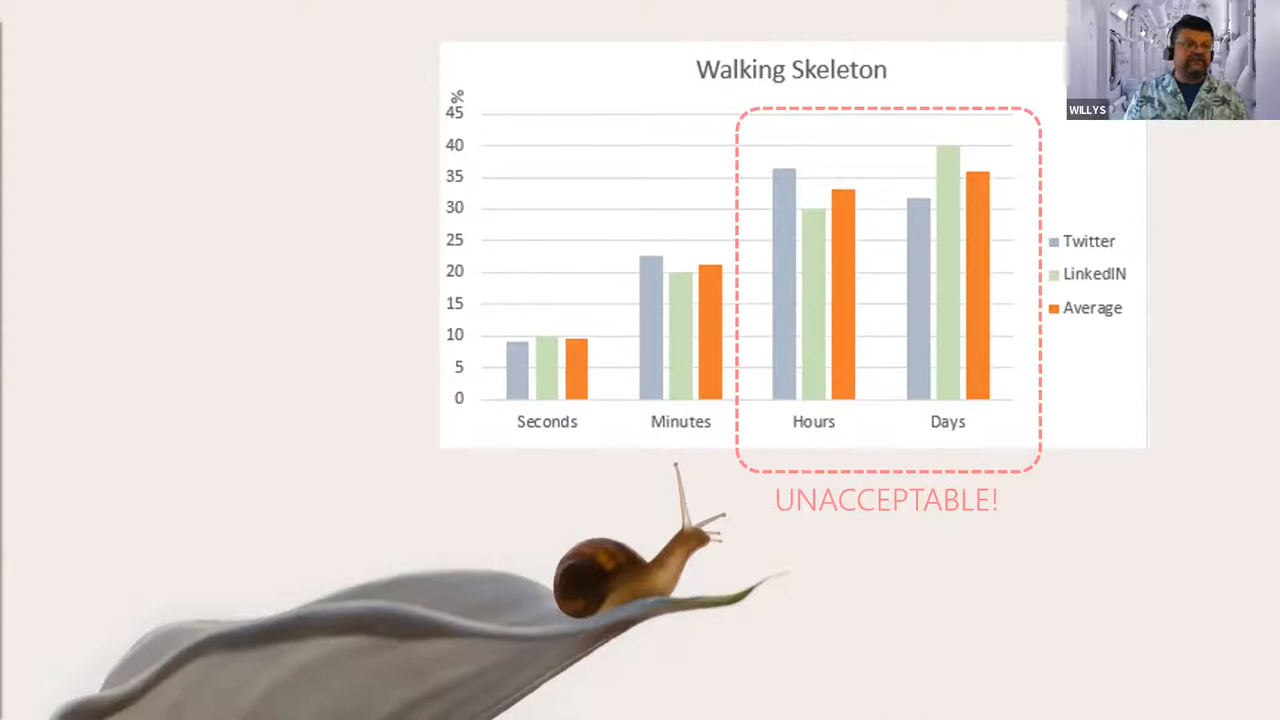 Walking Skeleton
WILLYS
%
45
40
35
30
25
20
15
10
5
0
Seconds Minutes Hours Days
Twitter
LinkedIN
Average
UNACCEPTABLE!